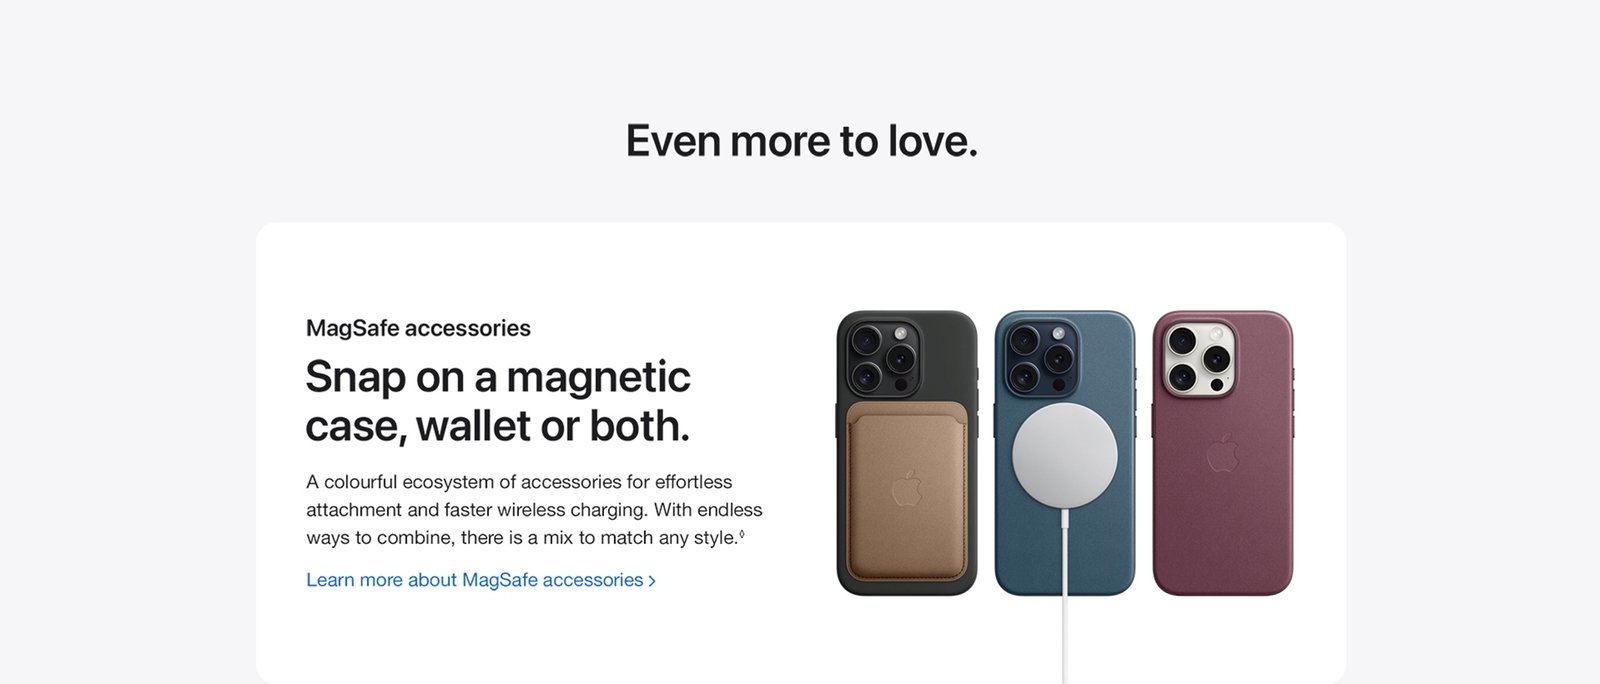 Even more to love.
MagSafe accessories
Snap on a magnetic
case, wallet or both.
A colourful ecosystem of accessories for effortless
attachment and faster wireless charging. With endless
ways to combine, there is a mix to match any style.◊
Learn more about MagSafe accessories >